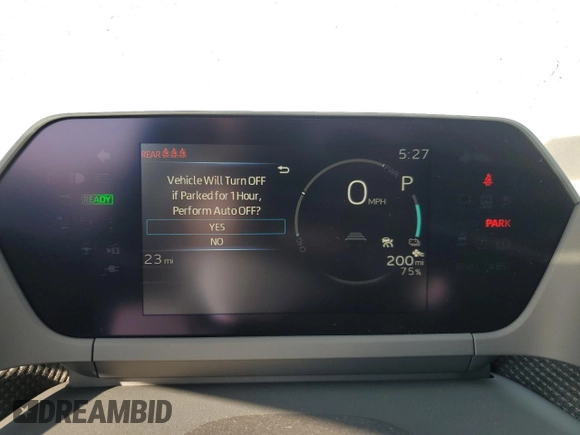 REAR
5:27
Vehicle Will Turn OFF
if Parked for 1 Hour,
Perform Auto OFF?
YES
NO
READY
0 MPH
P
PARK
23 mi
200 mi
75%
DREAMBID